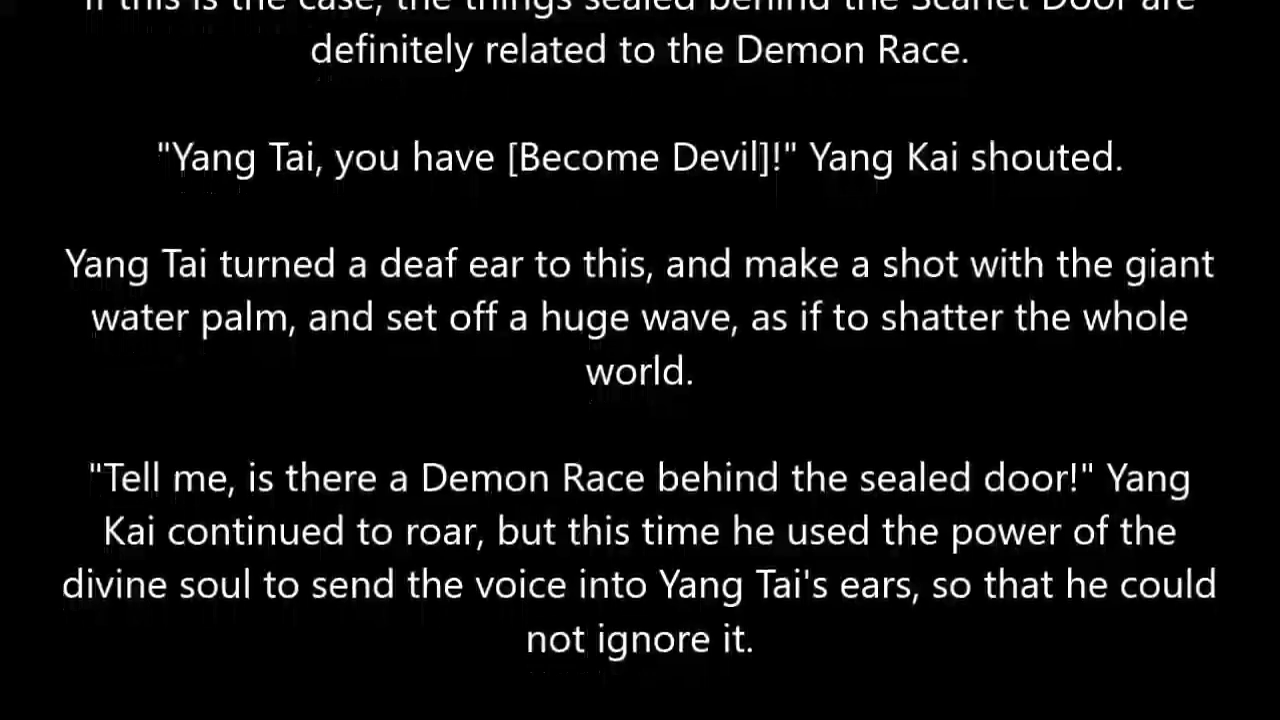 If this is the case, the things sealed behind the Scarlet Door are
definitely related to the Demon Race.
"Yang Tai, you have [Become Devil]!" Yang Kai shouted.
Yang Tai turned a deaf ear to this, and make a shot with the giant
water palm, and set off a huge wave, as if to shatter the whole
world.
"Tell me, is there a Demon Race behind the sealed door!" Yang
Kai continued to roar, but this time he used the power of the
divine soul to send the voice into Yang Tai's ears, so that he could
not ignore it.